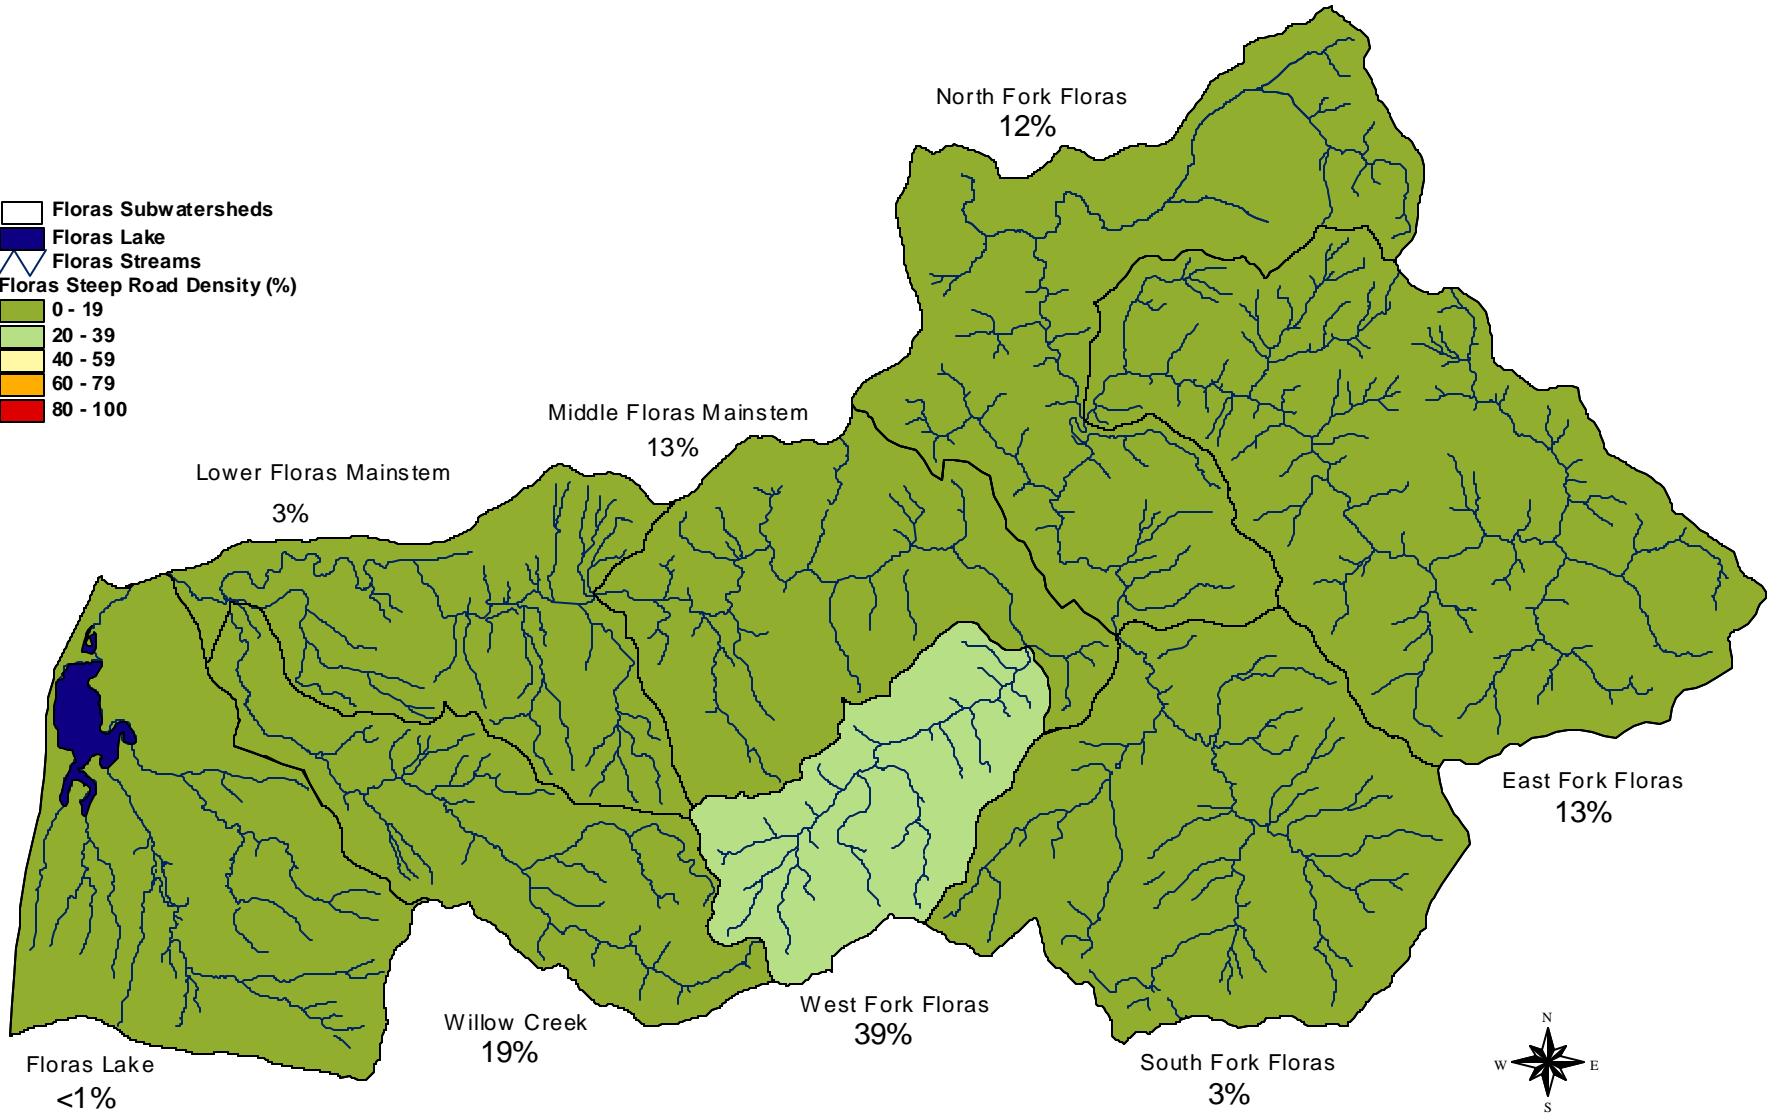 North Fork Floras
12%
Floras Subwatersheds
Floras Lake
Floras Streams
Floras Steep Road Density (%)
0 - 19
20 - 39
40 - 59
60 - 79
80 - 100
Middle Floras Mainstem
13%
Lower Floras Mainstem
3%
East Fork Floras
13%
West Fork Floras
39%
Willow Creek
19%
South Fork Floras
3%
Floras Lake
<1%
N
W E
S